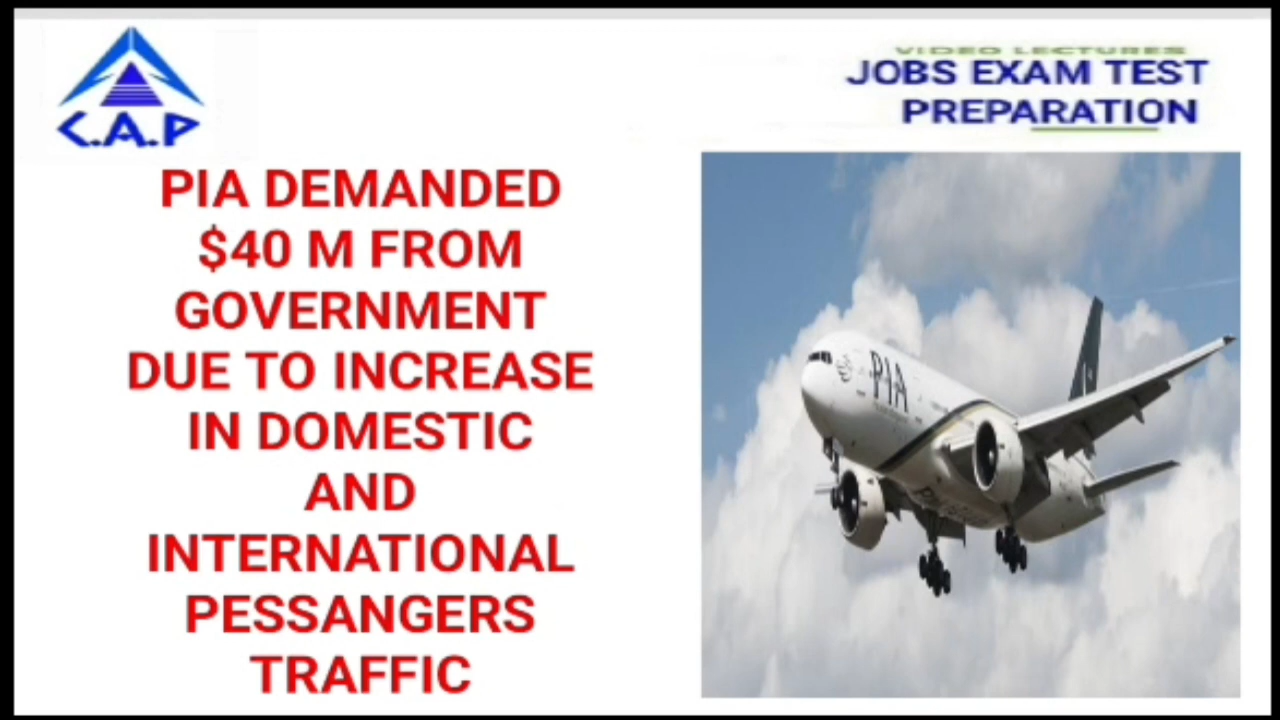 C.A.P
VIDEO LECTURES
JOBS EXAM TEST
PREPARATION
PIA DEMANDED
$40 M FROM
GOVERNMENT
DUE TO INCREASE
IN DOMESTIC
AND
INTERNATIONAL
PESSANGERS
TRAFFIC
PIA